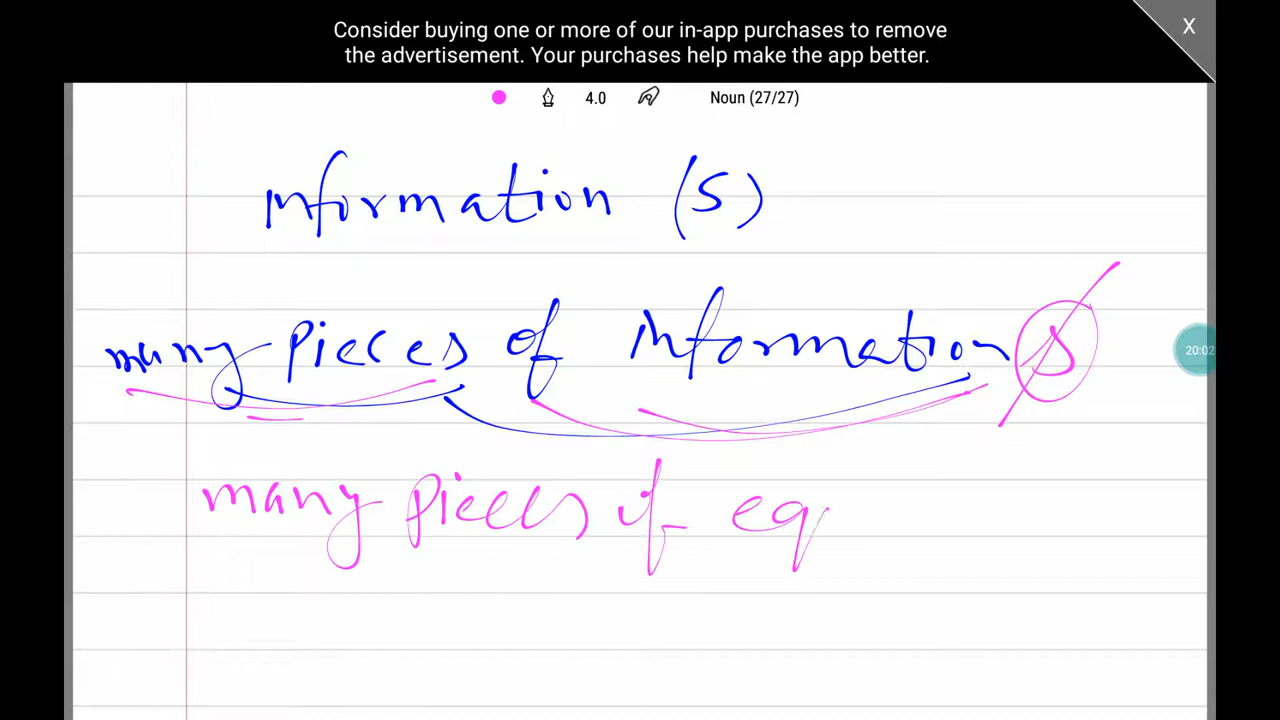 Consider buying one or more of our in-app purchases to remove
the advertisement. Your purchases help make the app better.
X
4.0 Noun (27/27)
Information (S)
many pieces of information s
20:02
many pieces of eq